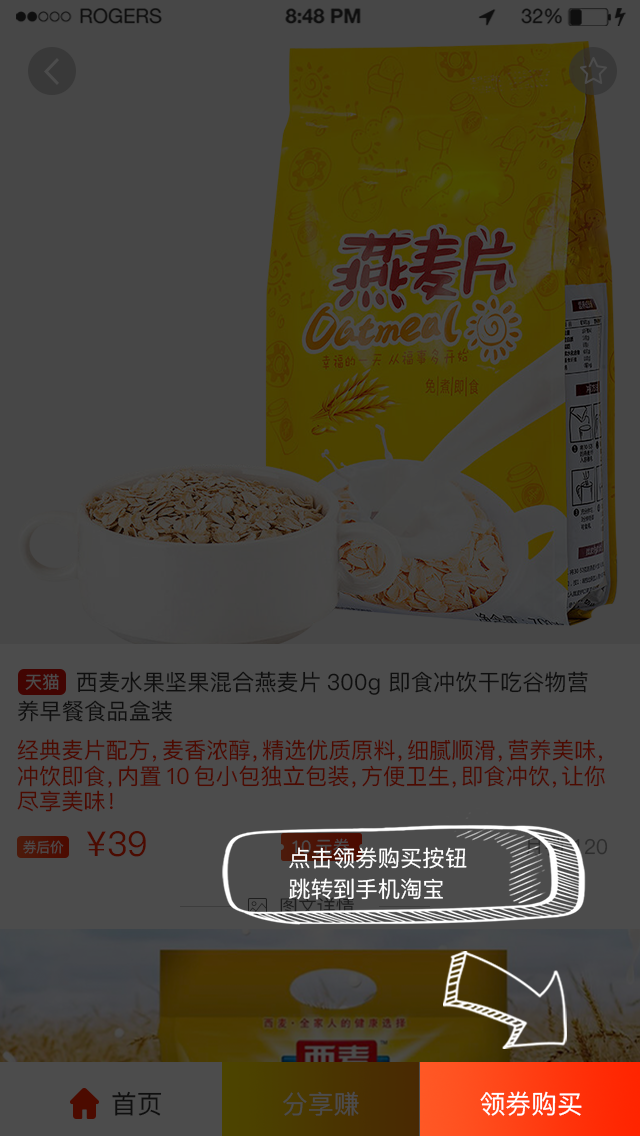 ROGERS 8:48 PM 32%
燕麦片
Oatmeal
幸福的一天 从福事会开始
免|煮|即|食
天猫 西麦水果坚果混合燕麦片 300g 即食冲饮干吃谷物营
养早餐食品盒装
经典麦片配方，麦香浓醇，精选优质原料，细腻顺滑，营养美味，
冲饮即食，内置 10 包小包独立包装，方便卫生，即食冲饮，让你
尽享美味！
券后价 ¥39 10 元券 120
点击领券购买按钮
跳转到手机淘宝
图文详情
西麦·全家人的健康选择
西麦
TM
首页 分享赚 领券购买